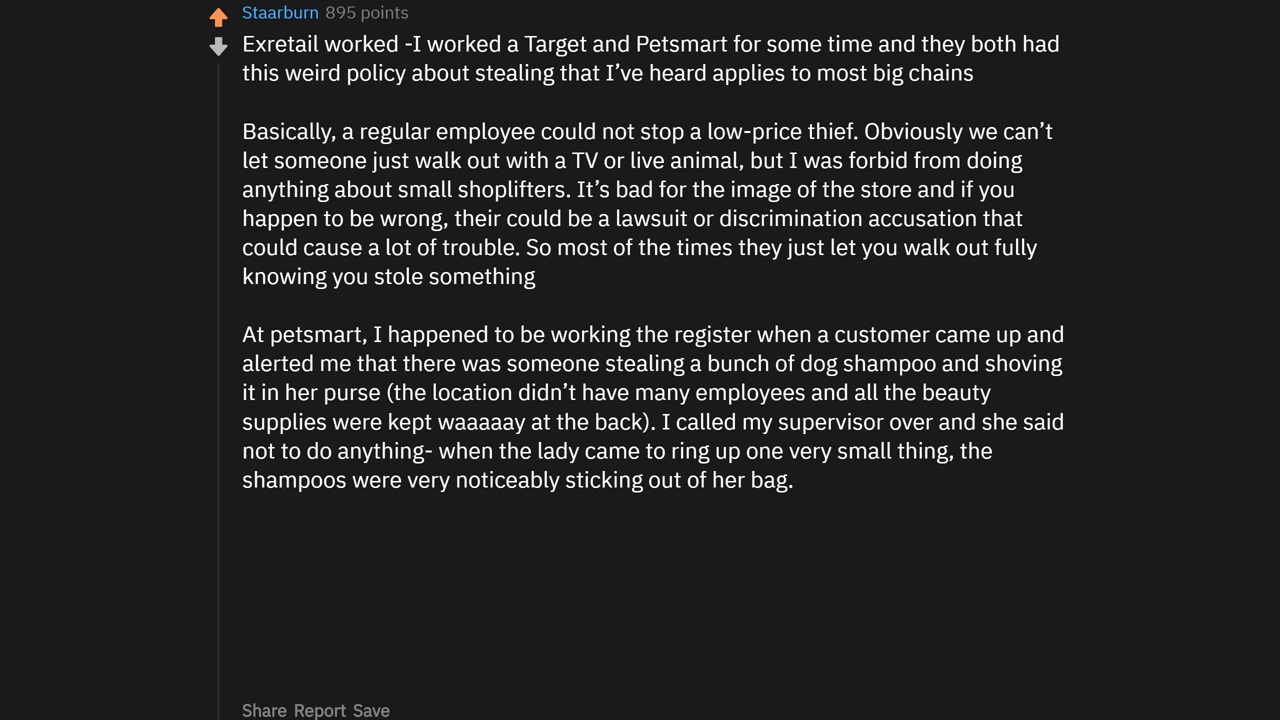 Staarburn 895 points
Exretail worked -I worked a Target and Petsmart for some time and they both had
this weird policy about stealing that I’ve heard applies to most big chains
Basically, a regular employee could not stop a low-price thief. Obviously we can’t
let someone just walk out with a TV or live animal, but I was forbid from doing
anything about small shoplifters. It’s bad for the image of the store and if you
happen to be wrong, their could be a lawsuit or discrimination accusation that
could cause a lot of trouble. So most of the times they just let you walk out fully
knowing you stole something
At petsmart, I happened to be working the register when a customer came up and
alerted me that there was someone stealing a bunch of dog shampoo and shoving
it in her purse (the location didn’t have many employees and all the beauty
supplies were kept waaaaay at the back). I called my supervisor over and she said
not to do anything- when the lady came to ring up one very small thing, the
shampoos were very noticeably sticking out of her bag.
Share Report Save